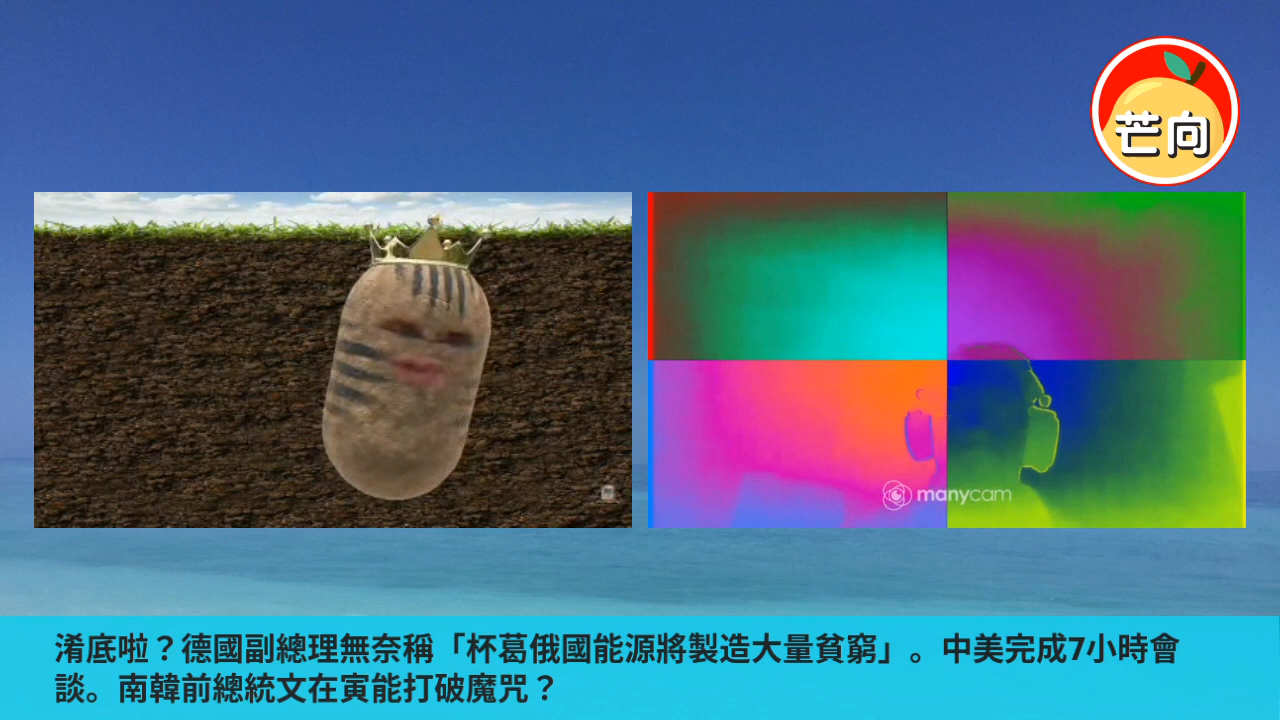 芒向
manycam
淆底啦？德國副總理無奈稱「杯葛俄國能源將製造大量貧窮」。中美完成7小時會
談。南韓前總統文在寅能打破魔咒？